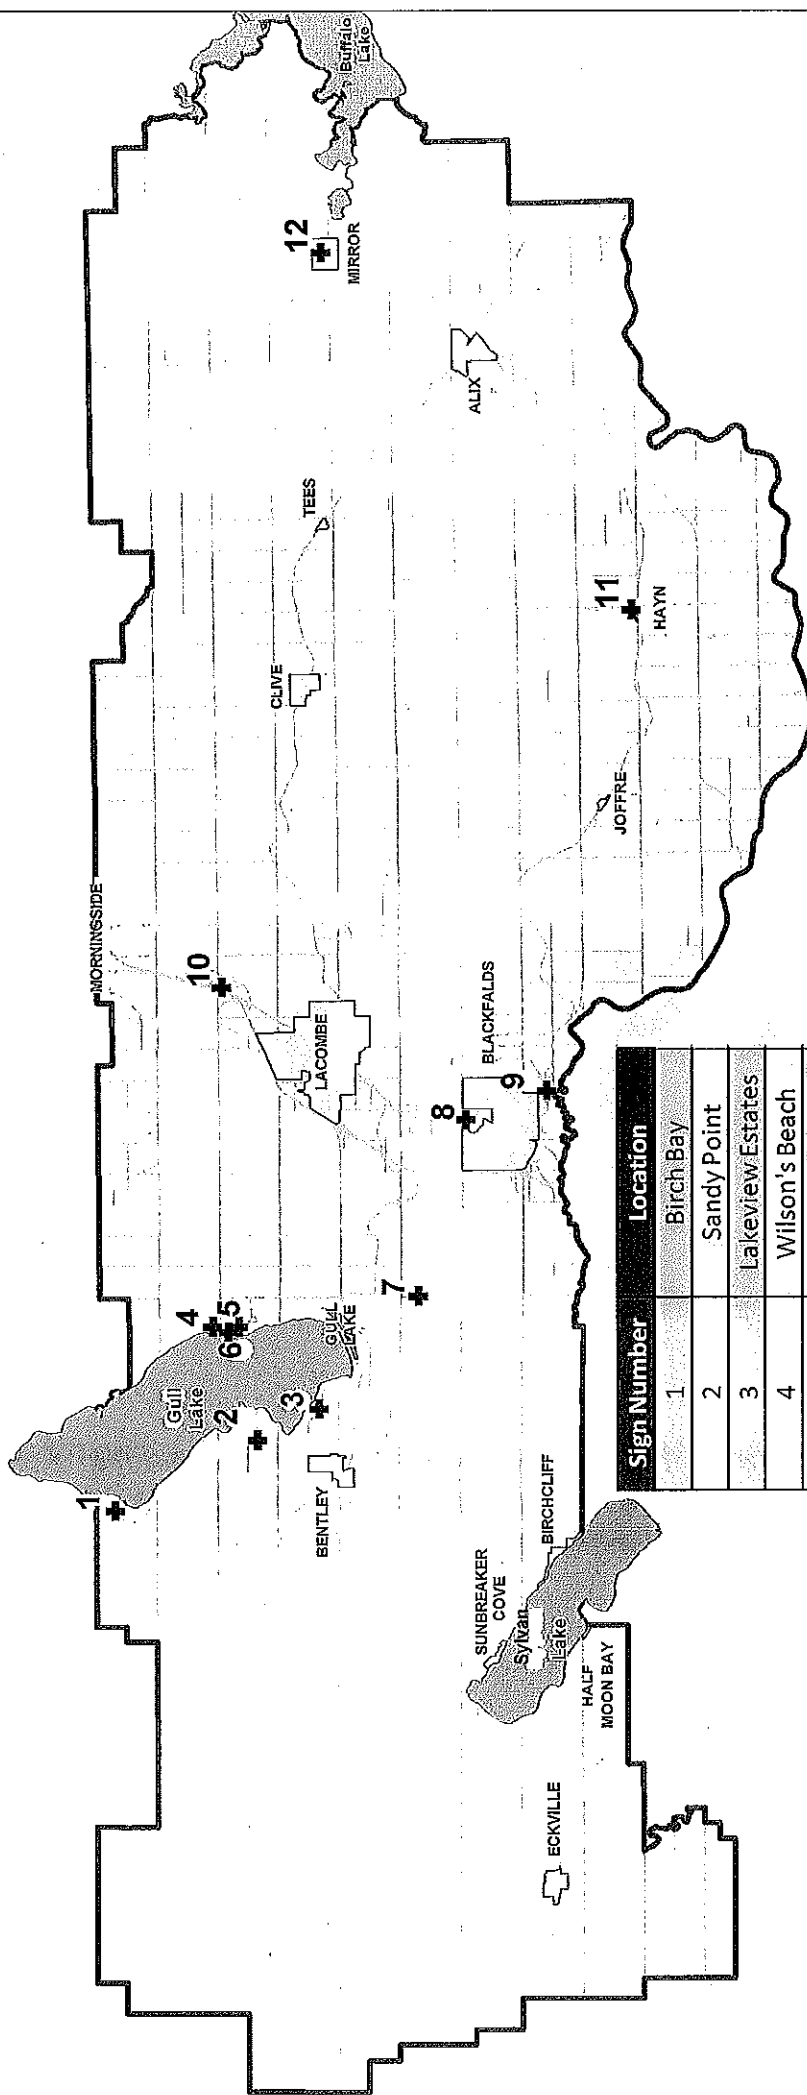 Buffalo
Lake
12
MIRROR
ALIX
TEES
11
HAYN
CLIVE
JOFFRE
MORNINGSIDE
10
LACOMBE
BLACKFALDS
9
8
7
4
5
6
GULL
LAKE
Gull
Lake
2
3
1
BENTLEY
BIRCHCLIFF
SUNBREAKER
COVE
Sylvan
Lake
HALF
MOON BAY
ECKVILLE
Sign Number Location
1 Birch Bay
2 Sandy Point
3 Lakeview Estates
4 Wilson's Beach